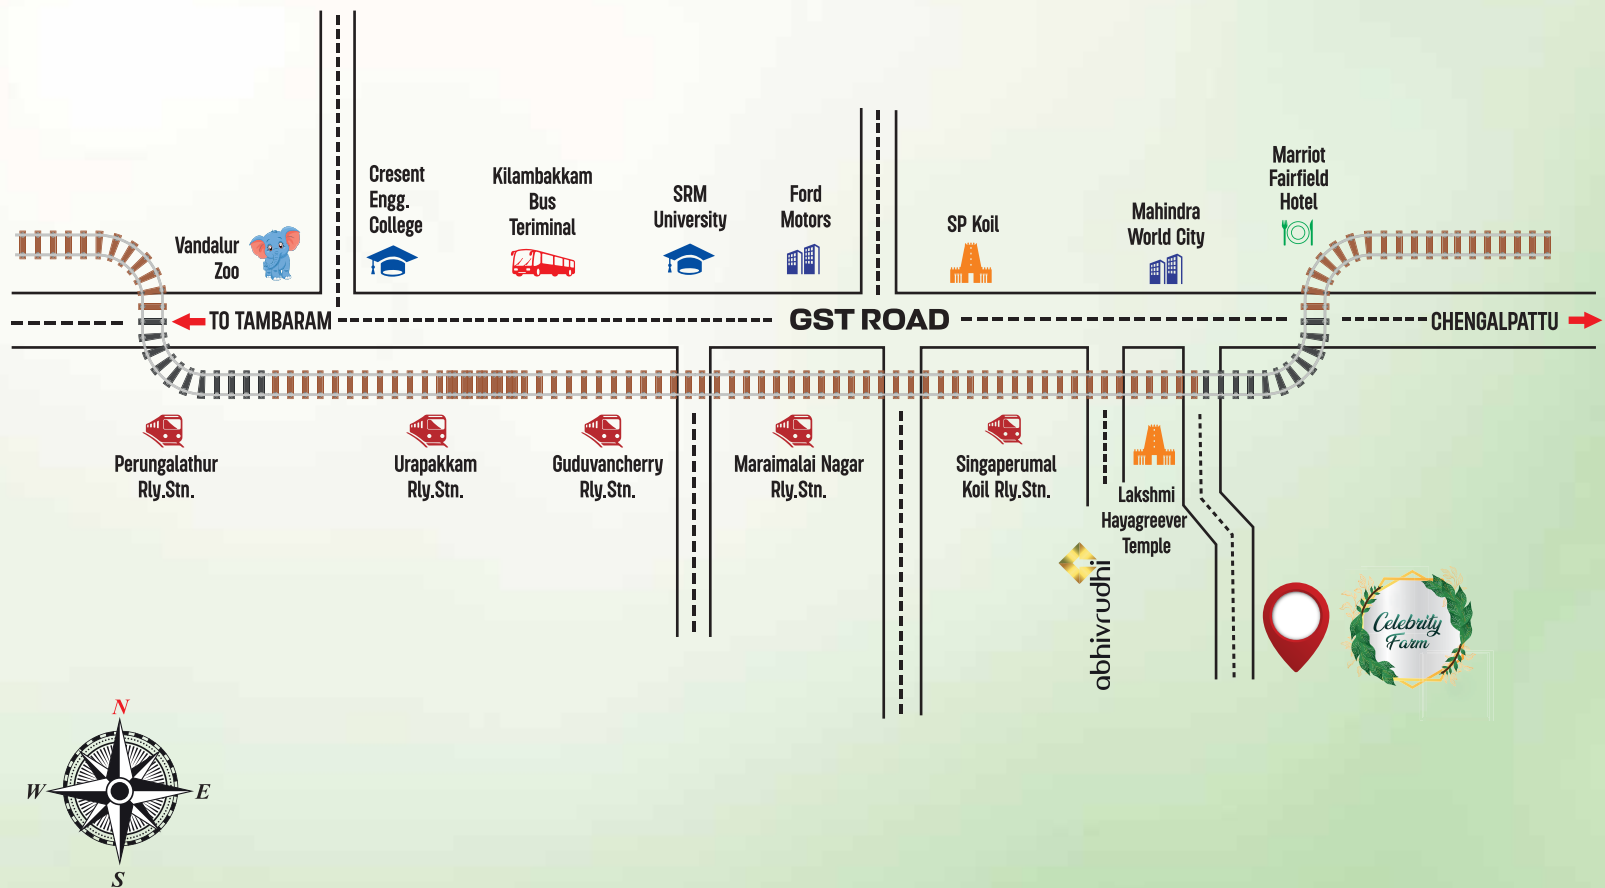 Vandalur
Zoo
Cresent
Engg.
College
Kilambakkam
Bus
Teriminal
SRM
University
Ford
Motors
SP Koil
Mahindra
World City
Marriot
Fairfield
Hotel
TO TAMBARAM
GST ROAD
CHENGALPATTU
Perungalathur
Rly.Stn.
Urapakkam
Rly.Stn.
Guduvancherry
Rly.Stn.
Maraimalai Nagar
Rly.Stn.
Singaperumal
Koil Rly.Stn.
Lakshmi
Hayagreever
Temple
abhivrudhi
Celebrity
Farm
N
W
E
S